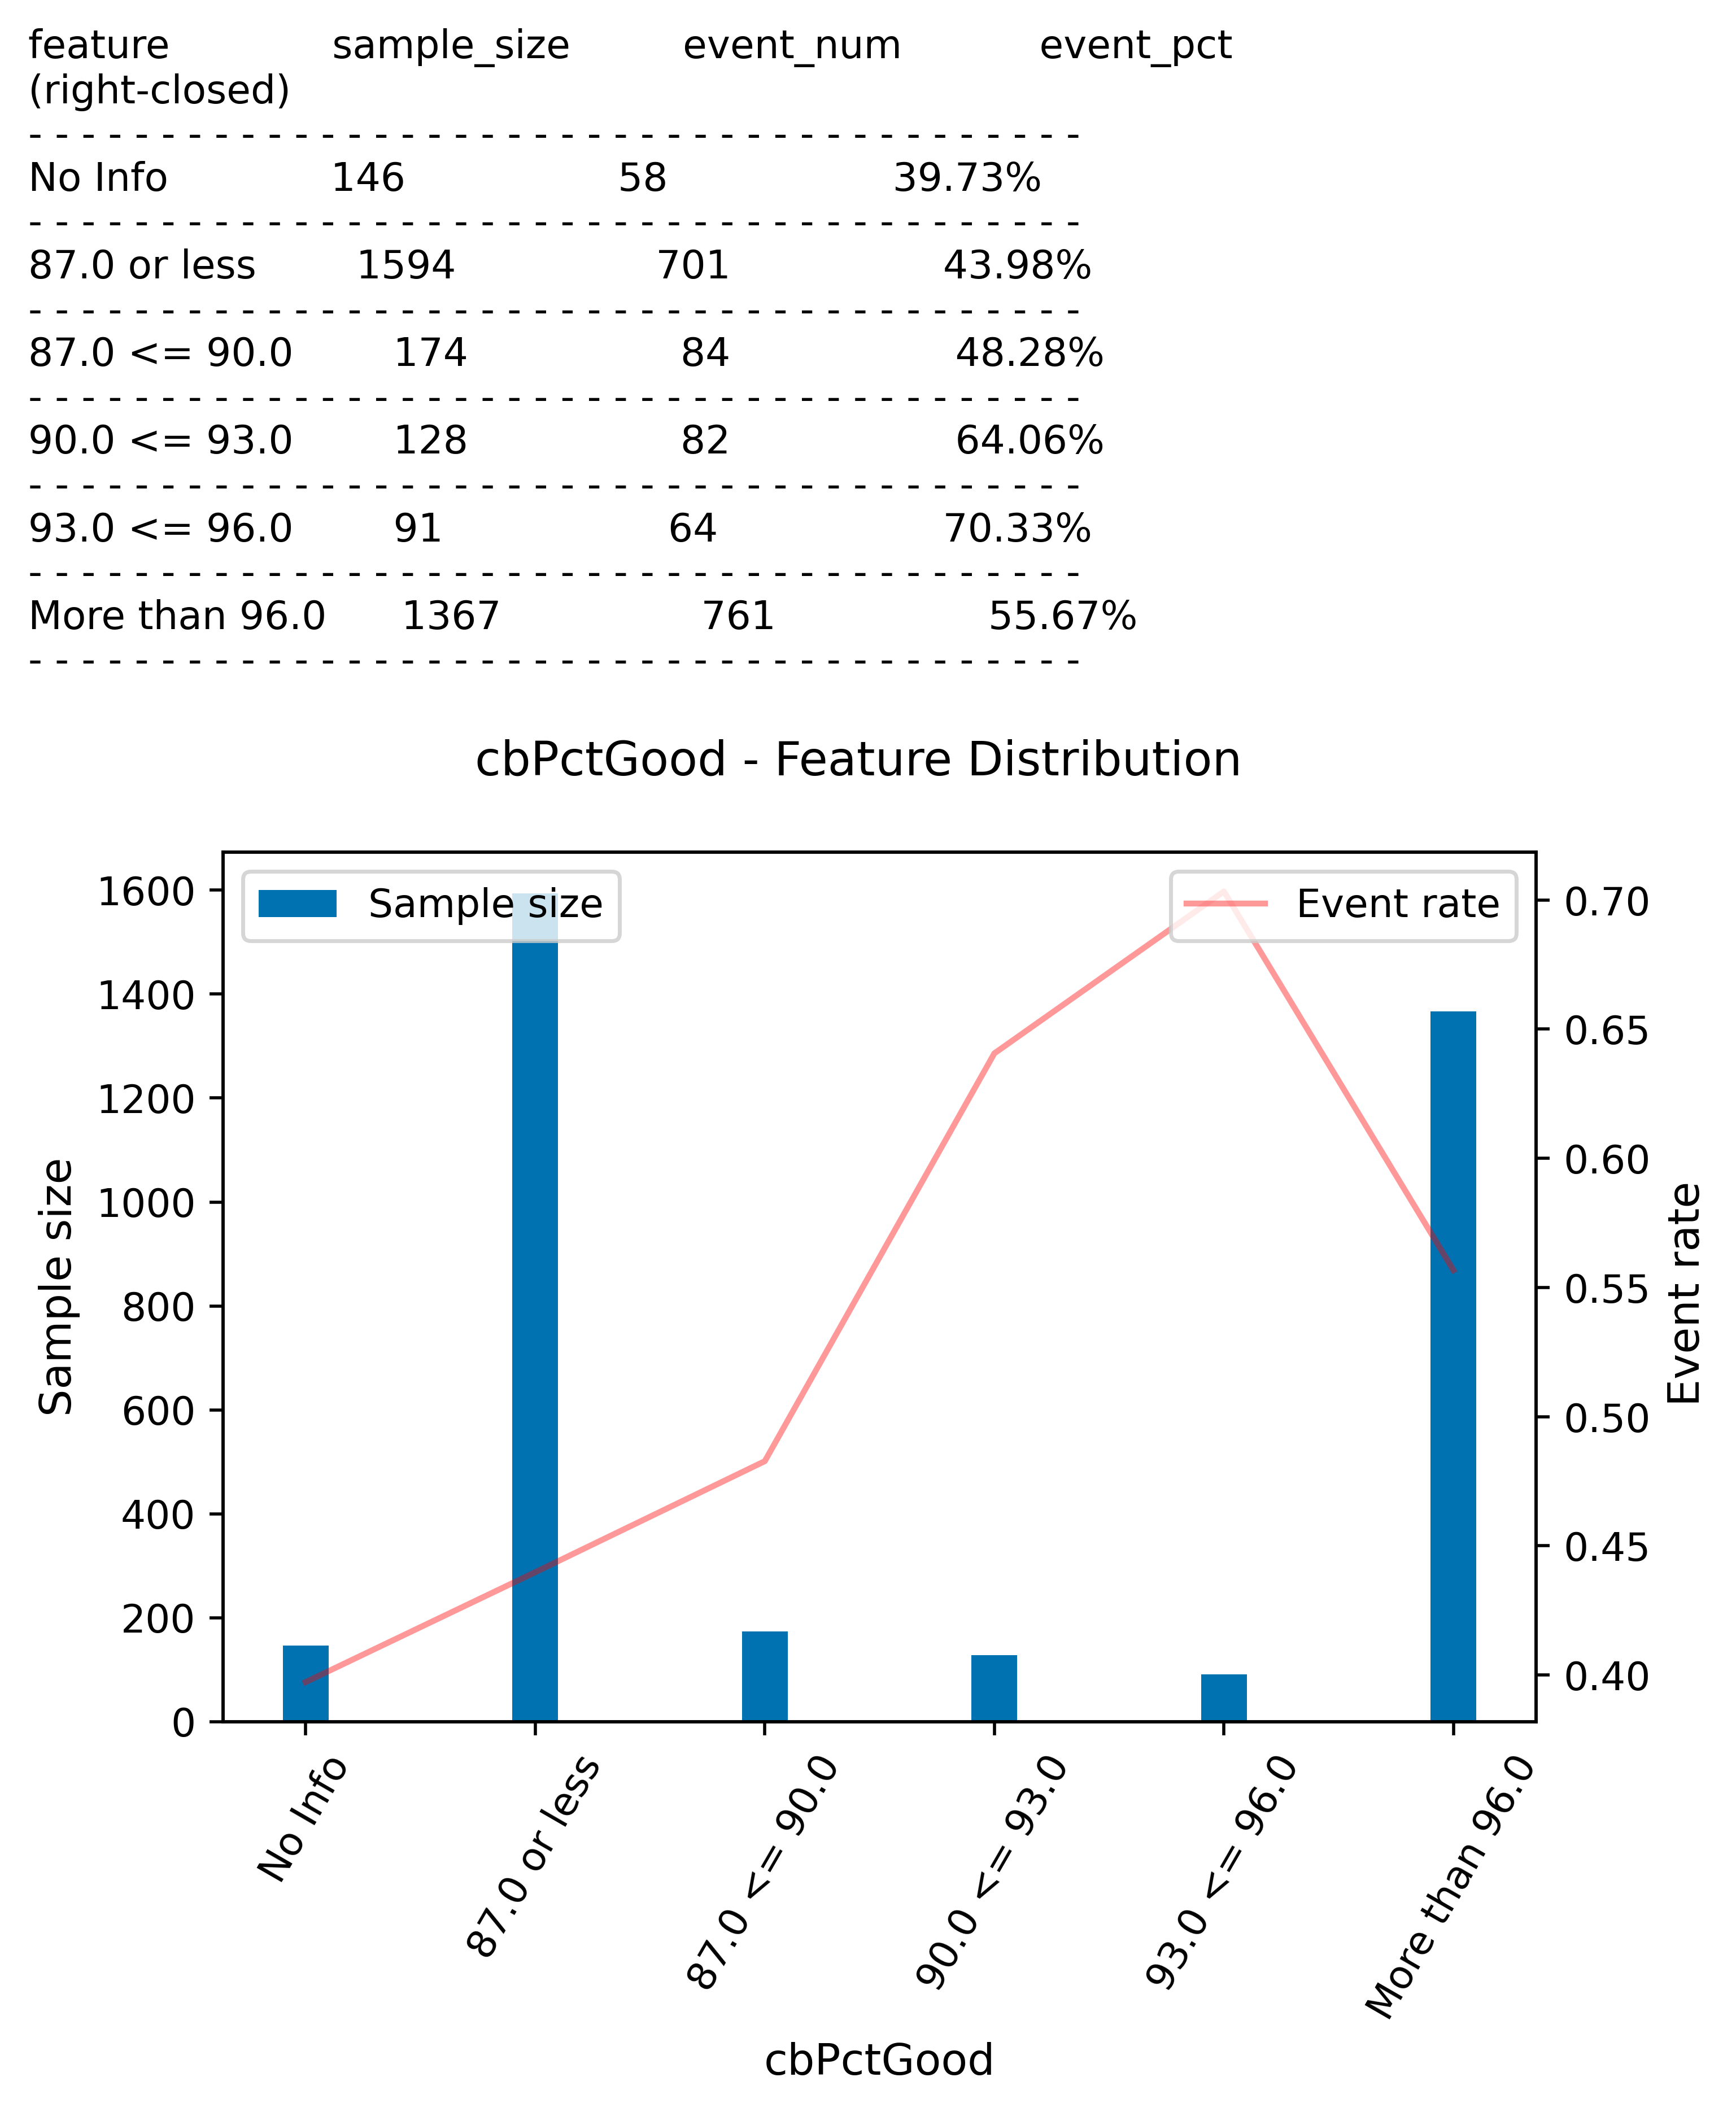 feature sample_size event_num event_pct
(right-closed)
- - - - - - - - - - - - - - - - - - - - - - - - - - - - - - - - - - - - - - - -
No Info 146 58 39.73%
- - - - - - - - - - - - - - - - - - - - - - - - - - - - - - - - - - - - - - - -
87.0 or less 1594 701 43.98%
- - - - - - - - - - - - - - - - - - - - - - - - - - - - - - - - - - - - - - - -
87.0 <= 90.0 174 84 48.28%
- - - - - - - - - - - - - - - - - - - - - - - - - - - - - - - - - - - - - - - -
90.0 <= 93.0 128 82 64.06%
- - - - - - - - - - - - - - - - - - - - - - - - - - - - - - - - - - - - - - - -
93.0 <= 96.0 91 64 70.33%
- - - - - - - - - - - - - - - - - - - - - - - - - - - - - - - - - - - - - - - -
More than 96.0 1367 761 55.67%
- - - - - - - - - - - - - - - - - - - - - - - - - - - - - - - - - - - - - - - -
cbPctGood - Feature Distribution
Sample size
Event rate
1600
1400
1200
1000
800
600
400
200
0
Sample size
0.70
0.65
0.60
0.55
0.50
0.45
0.40
Event rate
No Info
87.0 or less
87.0 <= 90.0
90.0 <= 93.0
93.0 <= 96.0
More than 96.0
cbPctGood